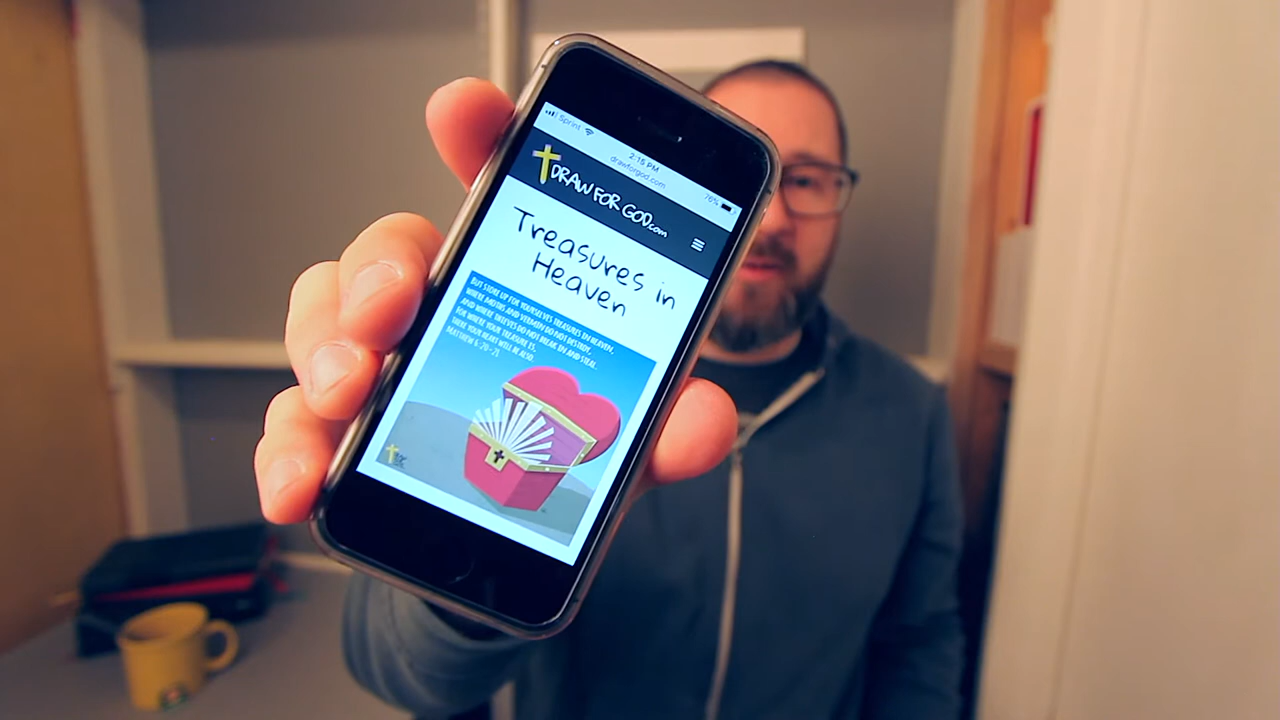 Sprint
2:15 PM
drawforgod.com
76%
DRAW FOR GOD.com
Treasures in
Heaven
BUT STORE UP FOR YOURSELVES TREASURES IN HEAVEN,
WHERE MOTHS AND VERMIN DO NOT DESTROY,
AND WHERE THIEVES DO NOT BREAK IN AND STEAL.
FOR WHERE YOUR TREASURE IS,
THERE YOUR HEART WILL BE ALSO.
MATTHEW 6:20-21